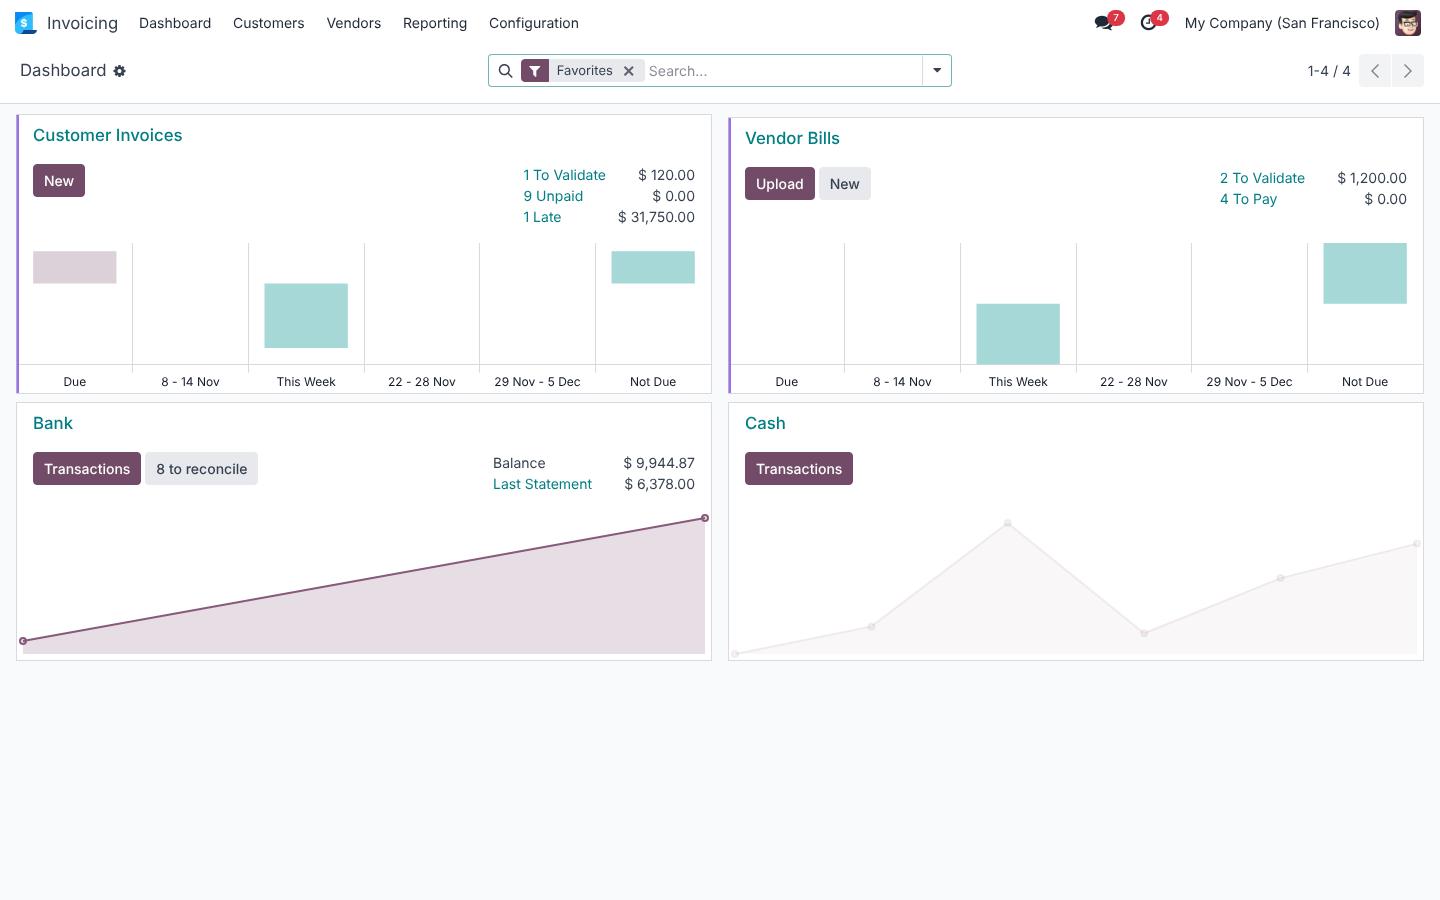 Invoicing Dashboard Customers Vendors Reporting Configuration 7 4 My Company (San Francisco)
Dashboard Favorites Search... 1-4 / 4
Customer Invoices
New
1 To Validate $ 120.00
9 Unpaid $ 0.00
1 Late $ 31,750.00
Due 8 - 14 Nov This Week 22 - 28 Nov 29 Nov - 5 Dec Not Due
Vendor Bills
Upload New
2 To Validate $ 1,200.00
4 To Pay $ 0.00
Due 8 - 14 Nov This Week 22 - 28 Nov 29 Nov - 5 Dec Not Due
Bank
Transactions 8 to reconcile
Balance $ 9,944.87
Last Statement $ 6,378.00
Cash
Transactions